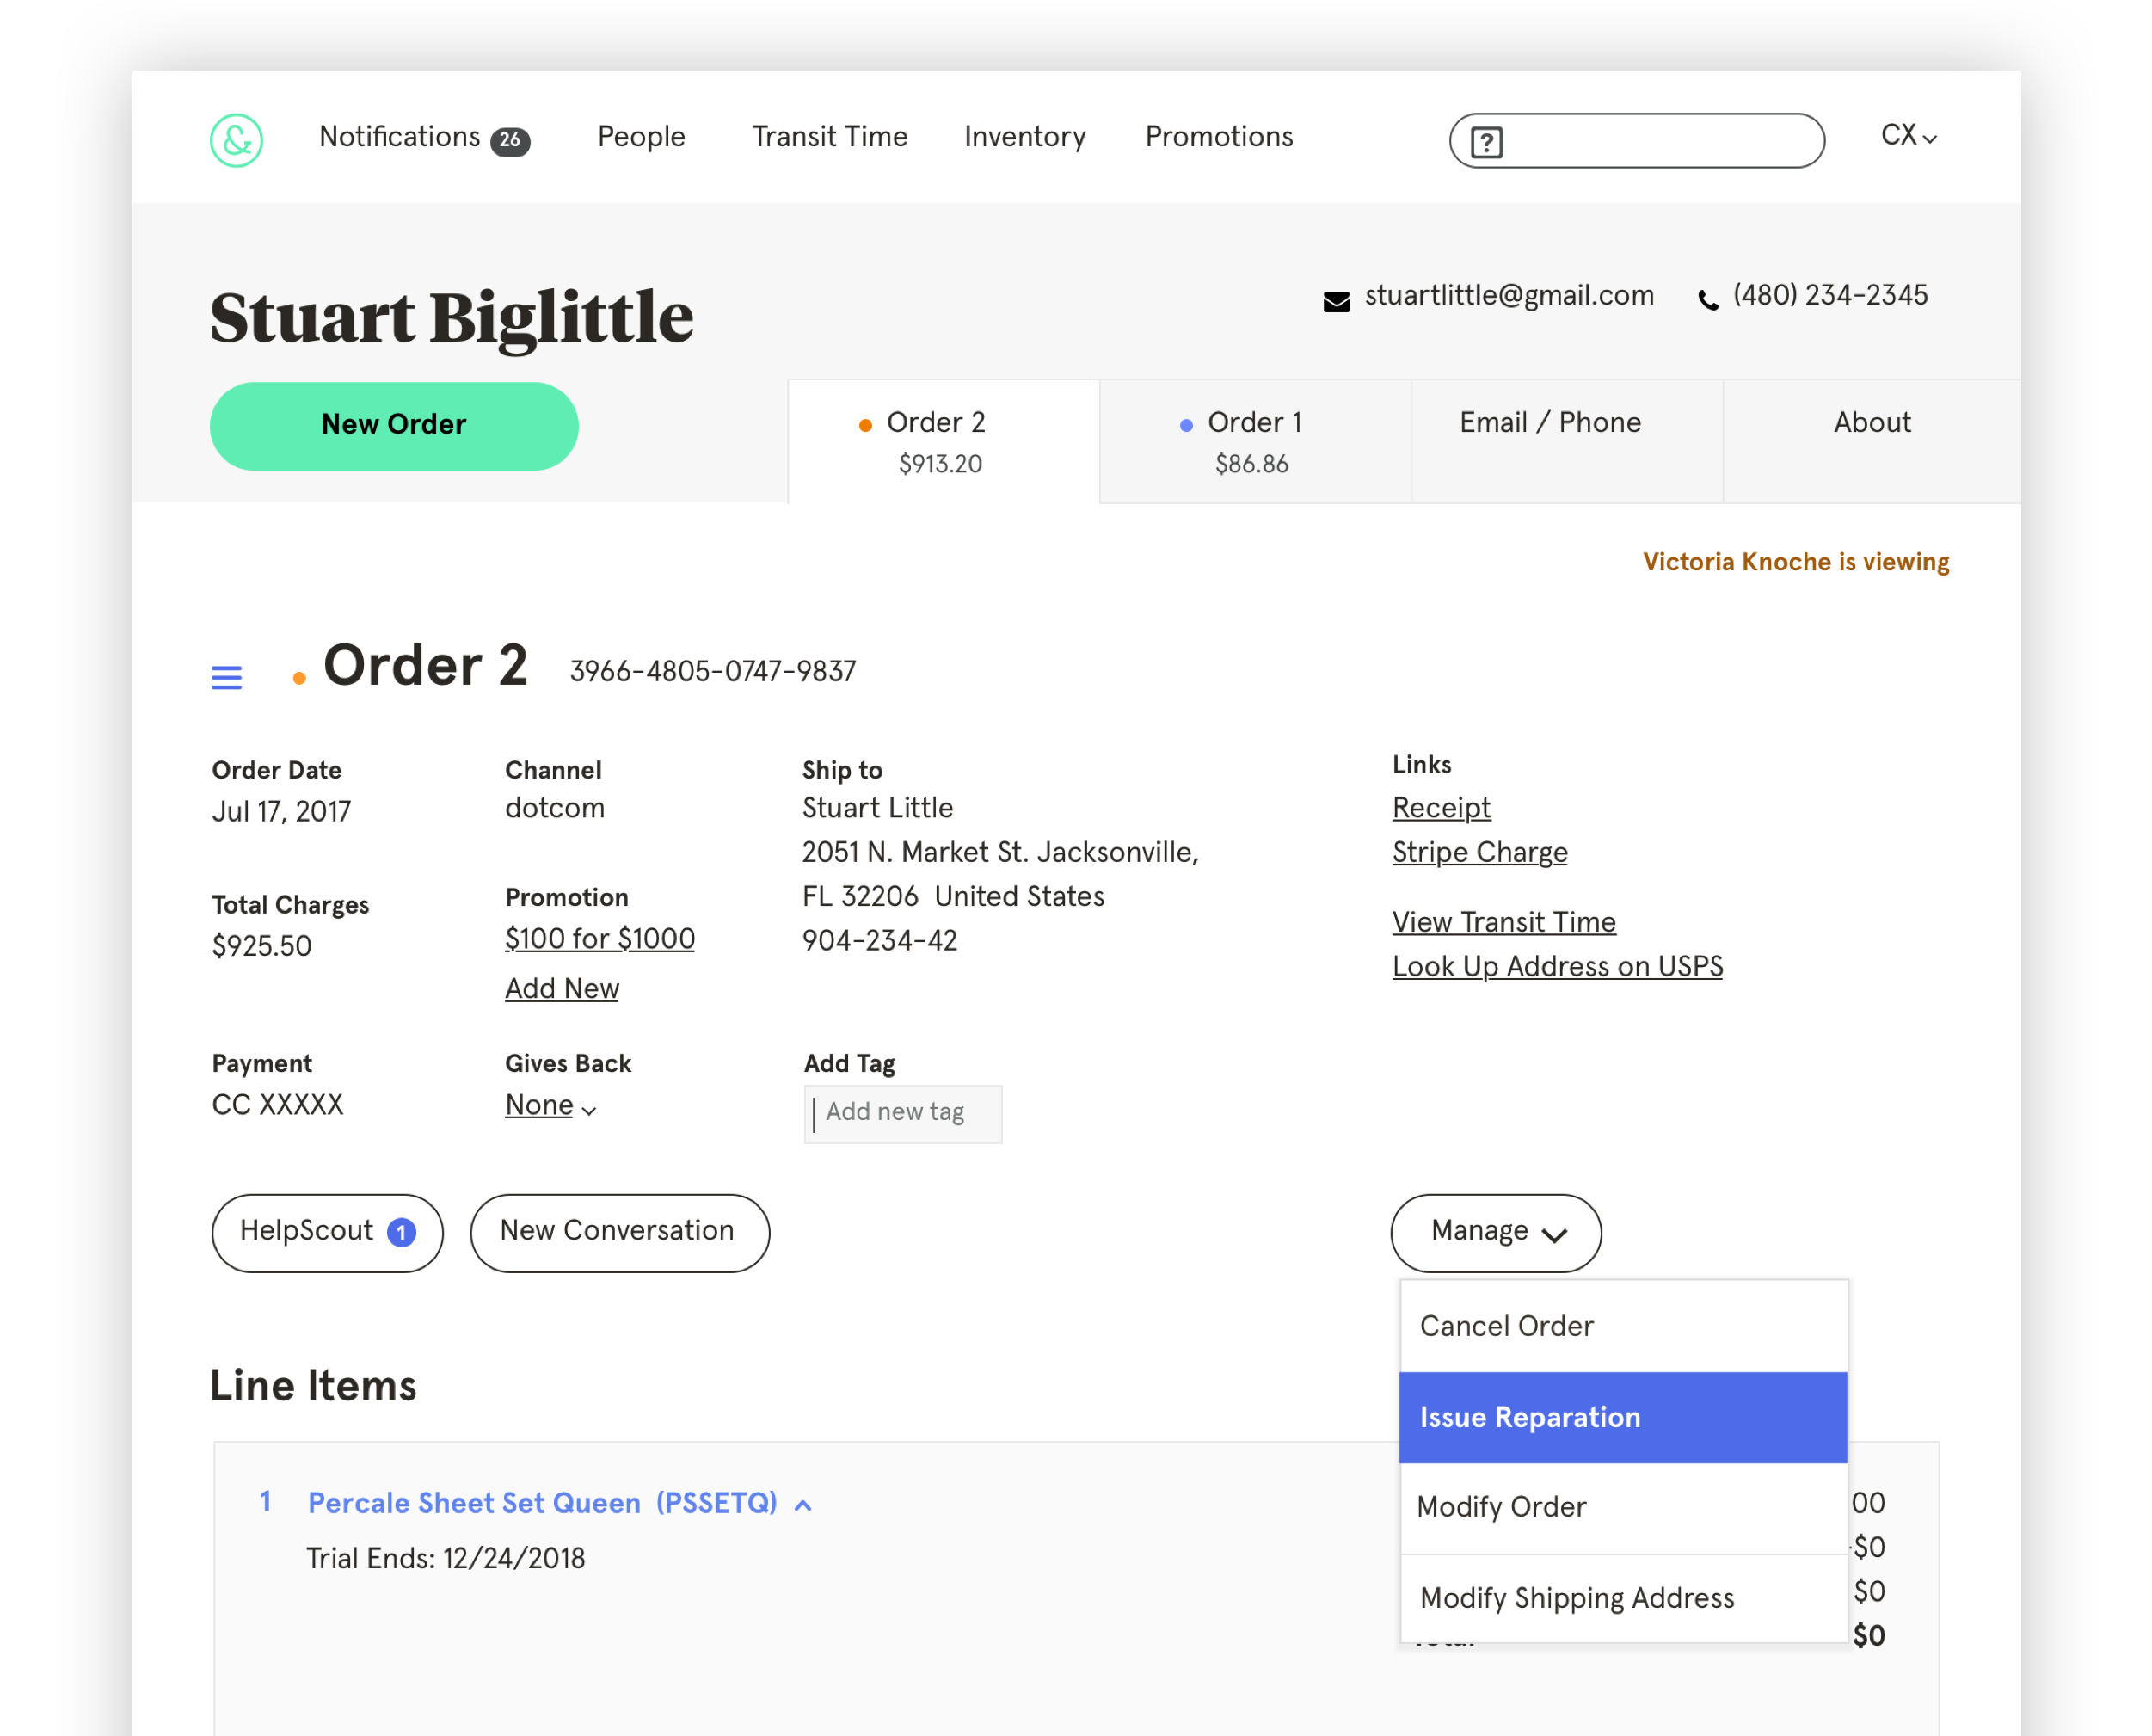 & Notifications 26 People Transit Time Inventory Promotions ? CX
Stuart Biglittle
stuartlittle@gmail.com (480) 234-2345
New Order
Order 2
$913.20
Order 1
$86.86
Email / Phone
About
Victoria Knoche is viewing
Order 2 3966-4805-0747-9837
Order Date
Jul 17, 2017
Total Charges
$925.50
Payment
CC XXXXX
Channel
dotcom
Promotion
$100 for $1000
Add New
Gives Back
None
Ship to
Stuart Little
2051 N. Market St. Jacksonville,
FL 32206 United States
904-234-42
Add Tag
Add new tag
Links
Receipt
Stripe Charge
View Transit Time
Look Up Address on USPS
HelpScout 1
New Conversation
Manage
Cancel Order
Issue Reparation
Modify Order
Modify Shipping Address
Line Items
1 Percale Sheet Set Queen (PSSETQ)
Trial Ends: 12/24/2018
00
-$0
$0
$0